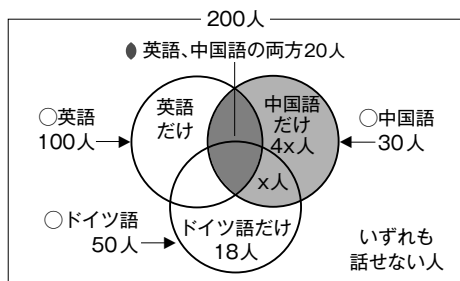 200人
英語、中国語の両方20人
英語
だけ
中国語
だけ
4x人
○英語
100人
○中国語
30人
x人
○ドイツ語
50人
ドイツ語だけ
18人
いずれも
話せない人